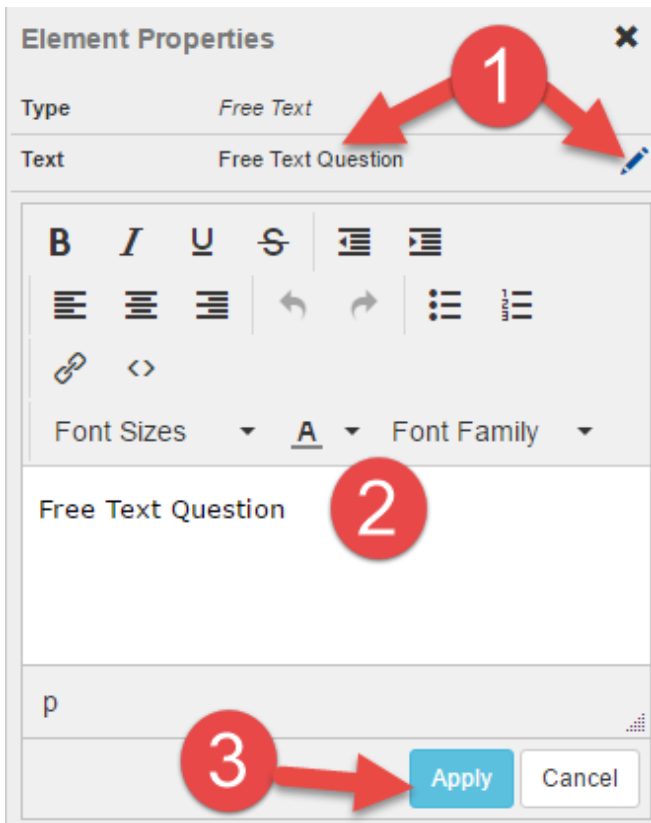 Element Properties
1
Type Free Text
Text Free Text Question
B I U S
Font Sizes A Font Family
Free Text Question
2
p
3
Apply Cancel